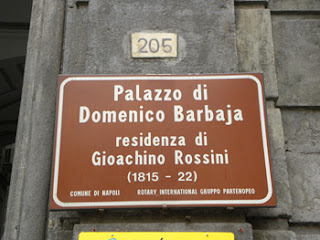 205
Palazzo di
Domenico Barbaja
residenza di
Gioachino Rossini
(1815 - 22)
COMUNE DI NAPOLI ROTARY INTERNATIONAL GRUPPO PARTENOPEO